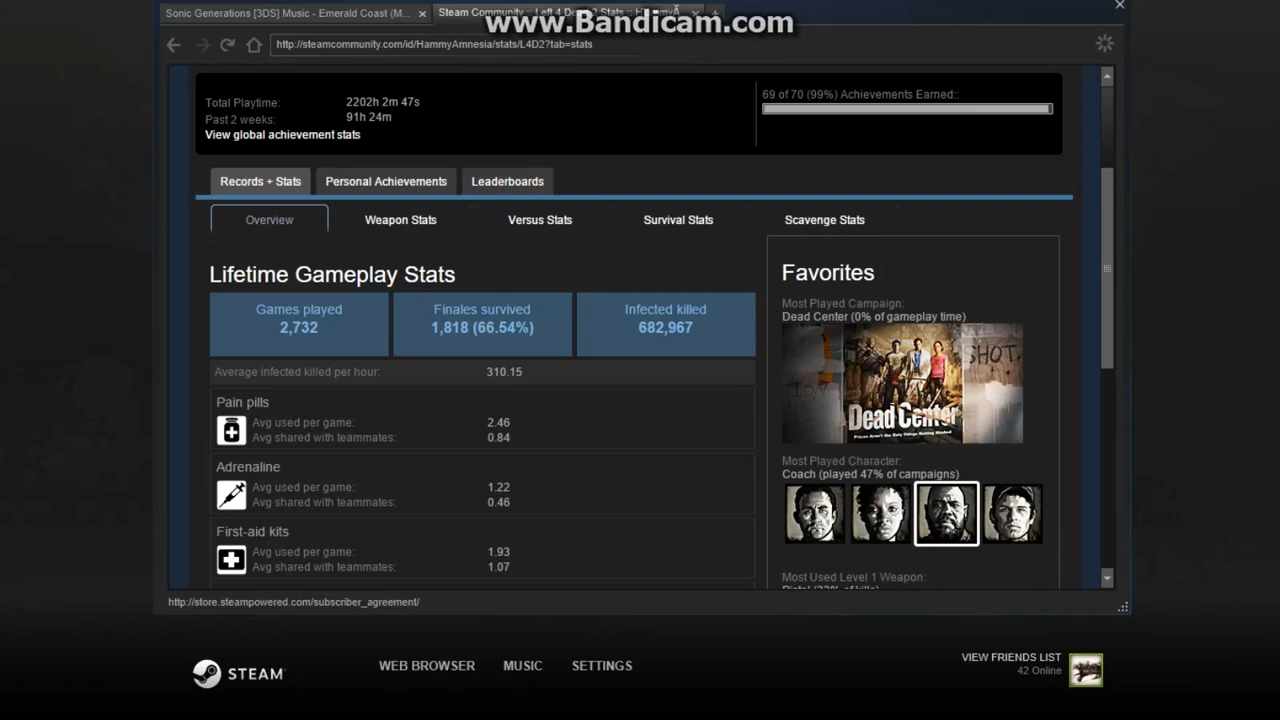 Sonic Generations [3DS] Music - Emerald Coast (M...
Steam Community :: Left 4 Dead 2 Stats ::
www.Bandicam.com
http://steamcommunity.com/id/HammyAmnesia/stats/L4D2?tab=stats
Total Playtime: 2202h 2m 47s
Past 2 weeks: 91h 24m
View global achievement stats
69 of 70 (99%) Achievements Earned::
Records + Stats
Personal Achievements
Leaderboards
Overview
Weapon Stats
Versus Stats
Survival Stats
Scavenge Stats
Lifetime Gameplay Stats
Games played
2,732
Finales survived
1,818 (66.54%)
Infected killed
682,967
Average infected killed per hour: 310.15
Pain pills
Avg used per game: 2.46
Avg shared with teammates: 0.84
Adrenaline
Avg used per game: 1.22
Avg shared with teammates: 0.46
First-aid kits
Avg used per game: 1.93
Avg shared with teammates: 1.07
Favorites
Most Played Campaign:
Dead Center (0% of gameplay time)
SHOT
Dead Center
Most Played Character:
Coach (played 47% of campaigns)
Most Used Level 1 Weapon:
http://store.steampowered.com/subscriber_agreement/
STEAM
WEB BROWSER
MUSIC
SETTINGS
VIEW FRIENDS LIST
42 Online